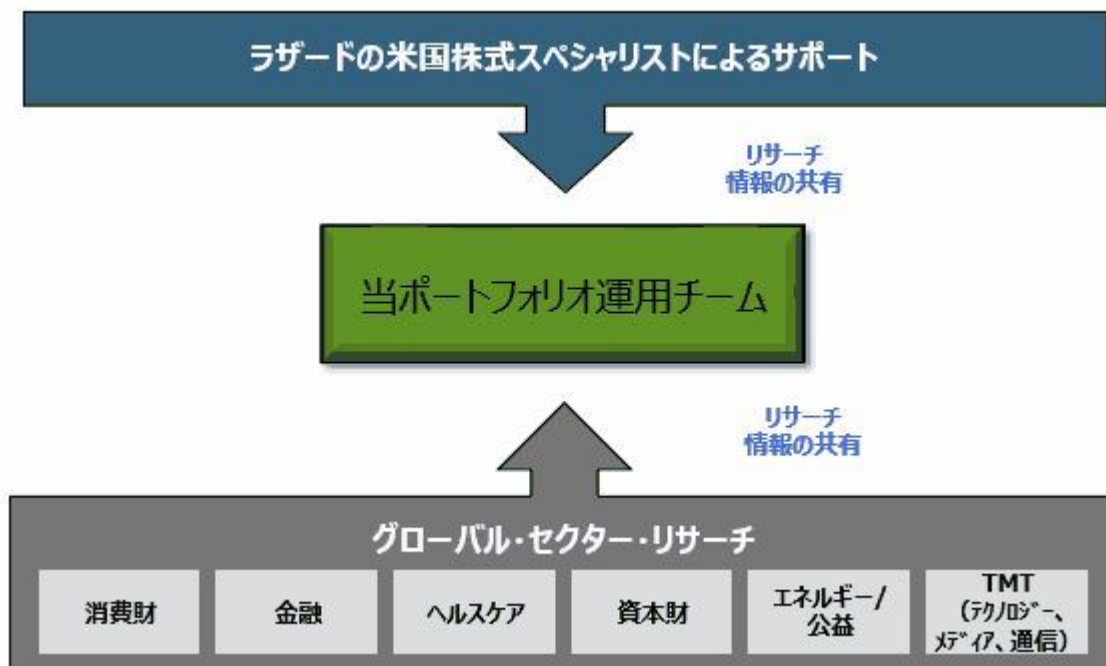 ラザードの米国株式スペシャリストによるサポート
リサーチ
情報の共有
当ポートフォリオ運用チーム
リサーチ
情報の共有
グローバル・セクター・リサーチ
消費財
金融
ヘルスケア
資本財
エネルギー/
公益
TMT
(ﾃｸﾉﾛｼﾞｰ、
ﾒﾃﾞｨｱ、通信)